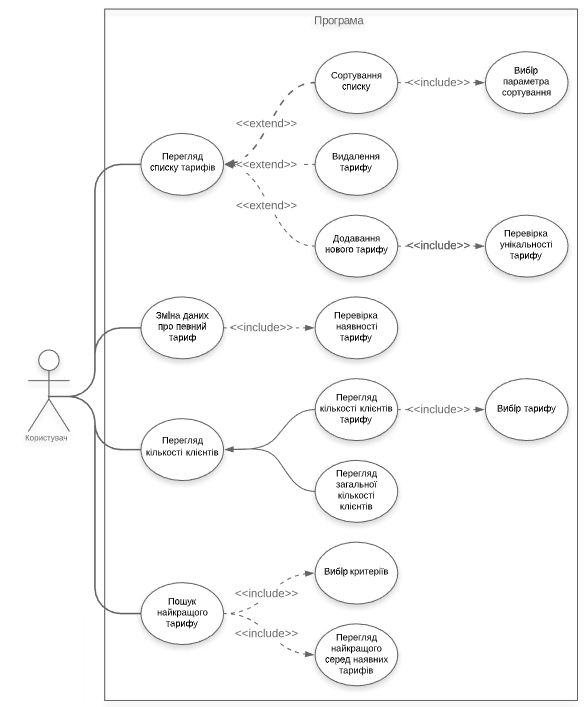 Програма
Сортування
списку
<<include>>
Вибір
параметра
сортування
<<extend>>
Перегляд
списку тарифів
<<extend>>
Видалення
тарифу
<<extend>>
Додавання
нового тарифу
<<include>>
Перевірка
унікальності
тарифу
Зміна даних
про певний
тариф
<<include>>
Перевірка
наявності
тарифу
Користувач
Перегляд
кількості клієнтів
Перегляд
кількості клієнтів
тарифу
<<include>>
Вибір тарифу
Перегляд
загальної
кількості
клієнтів
Пошук
найкращого
тарифу
<<include>>
Вибір критеріїв
<<include>>
Перегляд
найкращого
серед наявних
тарифів